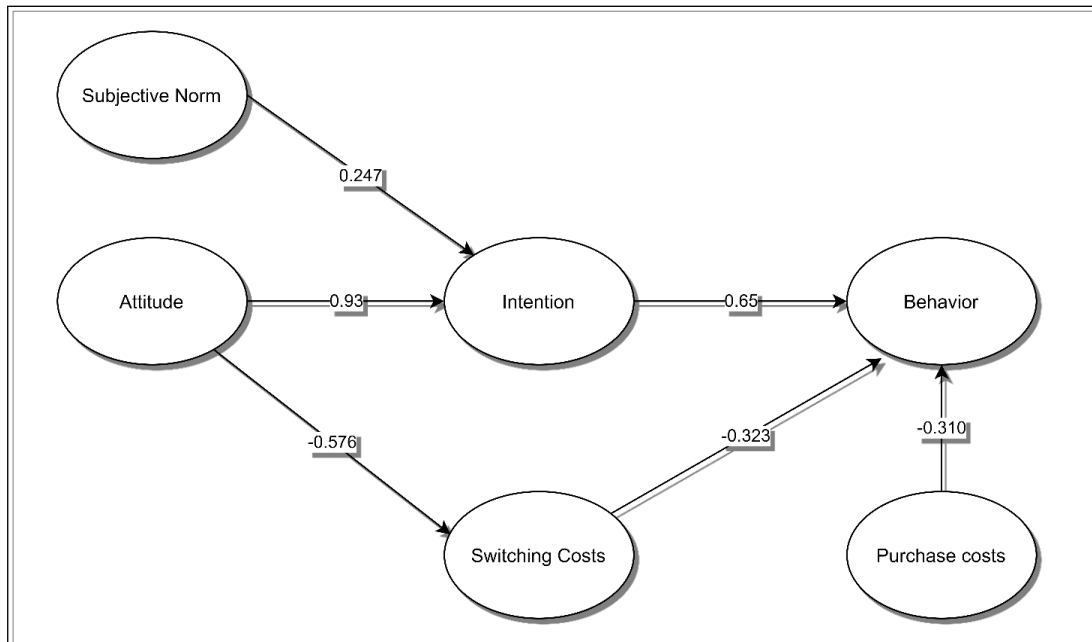 Subjective Norm
0.247
Attitude
0.93
Intention
0.65
Behavior
-0.576
-0.323
-0.310
Switching Costs
Purchase costs